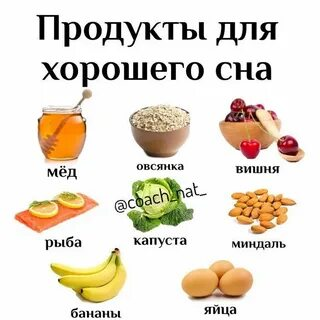 Продукты для
хорошего сна
мёд
овсянка
вишня
@coach_nat_
рыба
капуста
миндаль
бананы
яйца